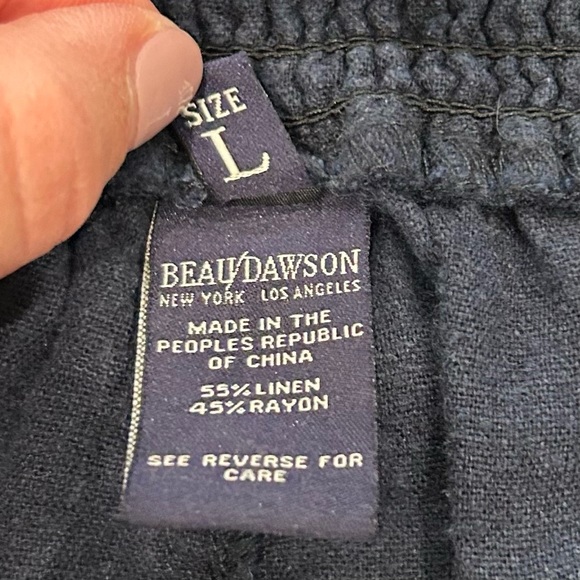 SIZE
L
BEAU/DAWSON
NEW YORK LOS ANGELES
MADE IN THE
PEOPLES REPUBLIC
OF CHINA
55% LINEN
45% RAYON
SEE REVERSE FOR
CARE